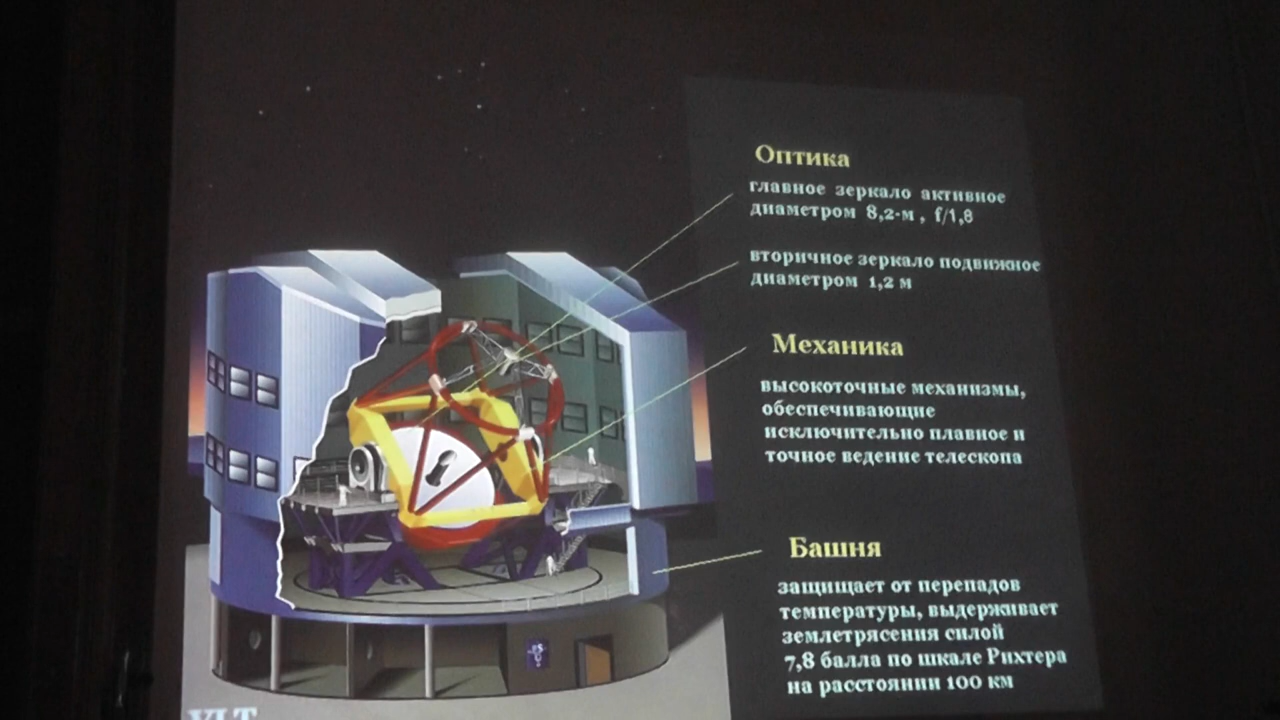 Оптика
главное зеркало активное
диаметром 8,2-м , f/1,8
вторичное зеркало подвижное
диаметром 1,2 м
Механика
высокоточные механизмы,
обеспечивающие
исключительно плавное и
точное ведение телескопа
Башня
защищает от перепадов
температуры, выдерживает
землетрясения силой
7,8 балла по шкале Рихтера
на расстоянии 100 км
VLT